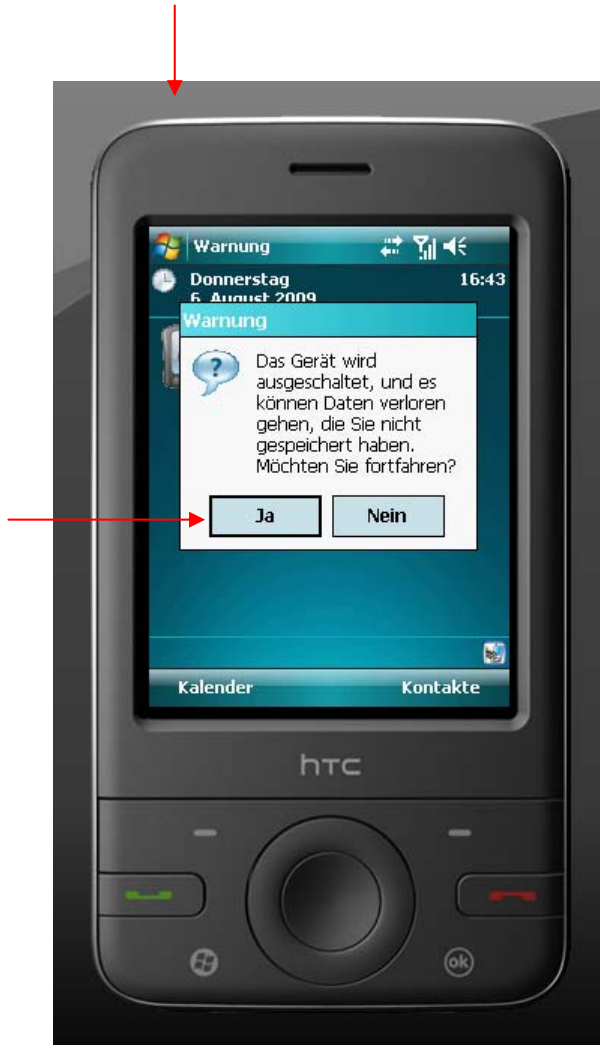 Warnung
Donnerstag
16:43
6. August 2009
Warnung
Das Gerät wird
ausgeschaltet, und es
können Daten verloren
gehen, die Sie nicht
gespeichert haben.
Möchten Sie fortfahren?
Ja
Nein
Kalender
Kontakte
hTC
ok